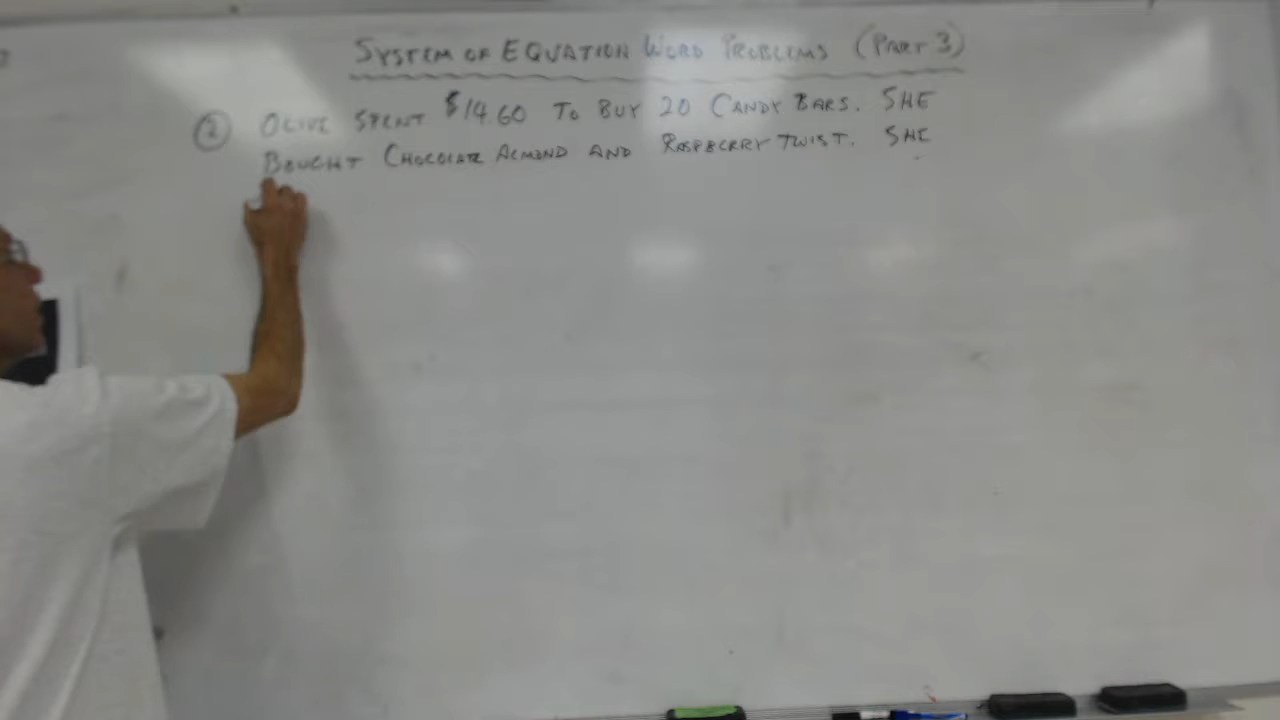 SYSTEM OF EQUATION WORD PROBLEMS (PART 3)
② OLIVE SPENT $14.60 TO BUY 20 CANDY BARS. SHE
BOUGHT CHOCOLATE ALMOND AND RASPBERRY TWIST. SHE